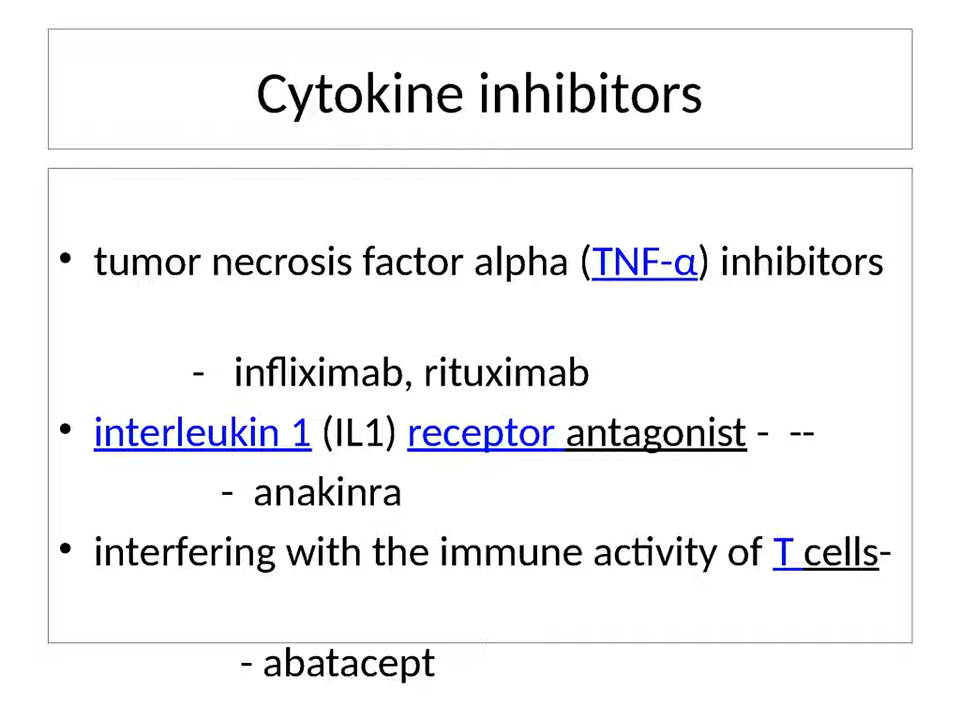 Cytokine inhibitors
• tumor necrosis factor alpha (TNF-α) inhibitors
- infliximab, rituximab
• interleukin 1 (IL1) receptor antagonist - --
- anakinra
• interfering with the immune activity of T cells-
- abatacept